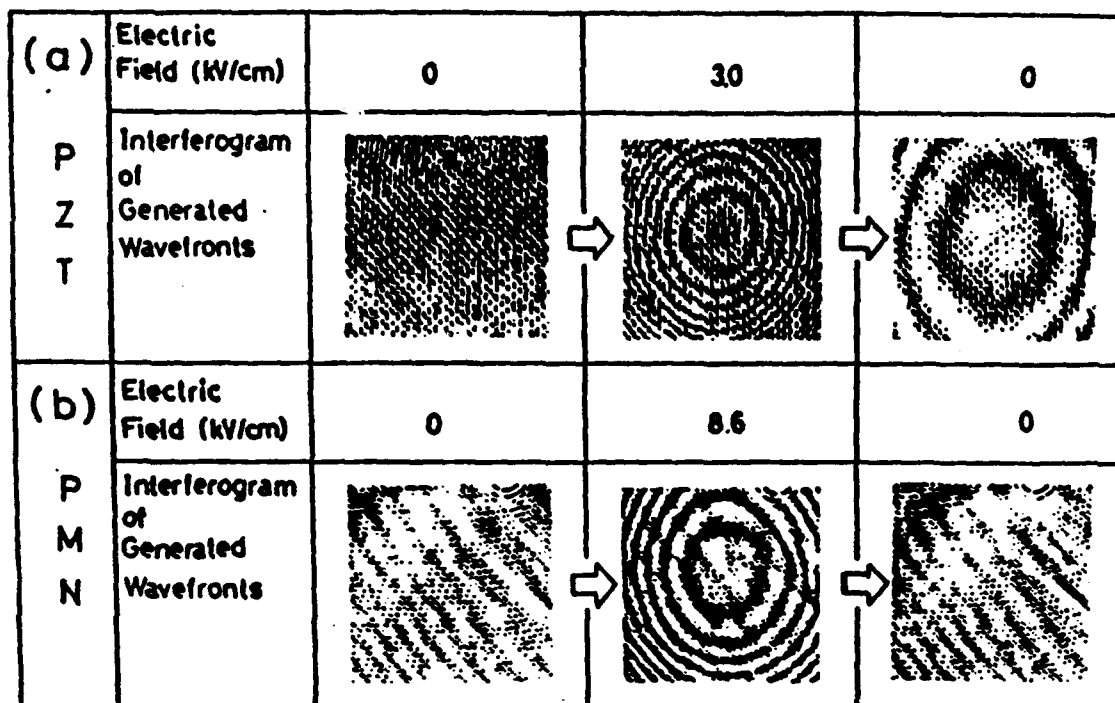 (a)
Electric
Field (kV/cm)
0
3.0
0
P
Z
T
Interferogram
of
Generated
Wavefronts
(b)
Electric
Field (kV/cm)
0
8.6
0
P
M
N
Interferogram
of
Generated
Wavefronts